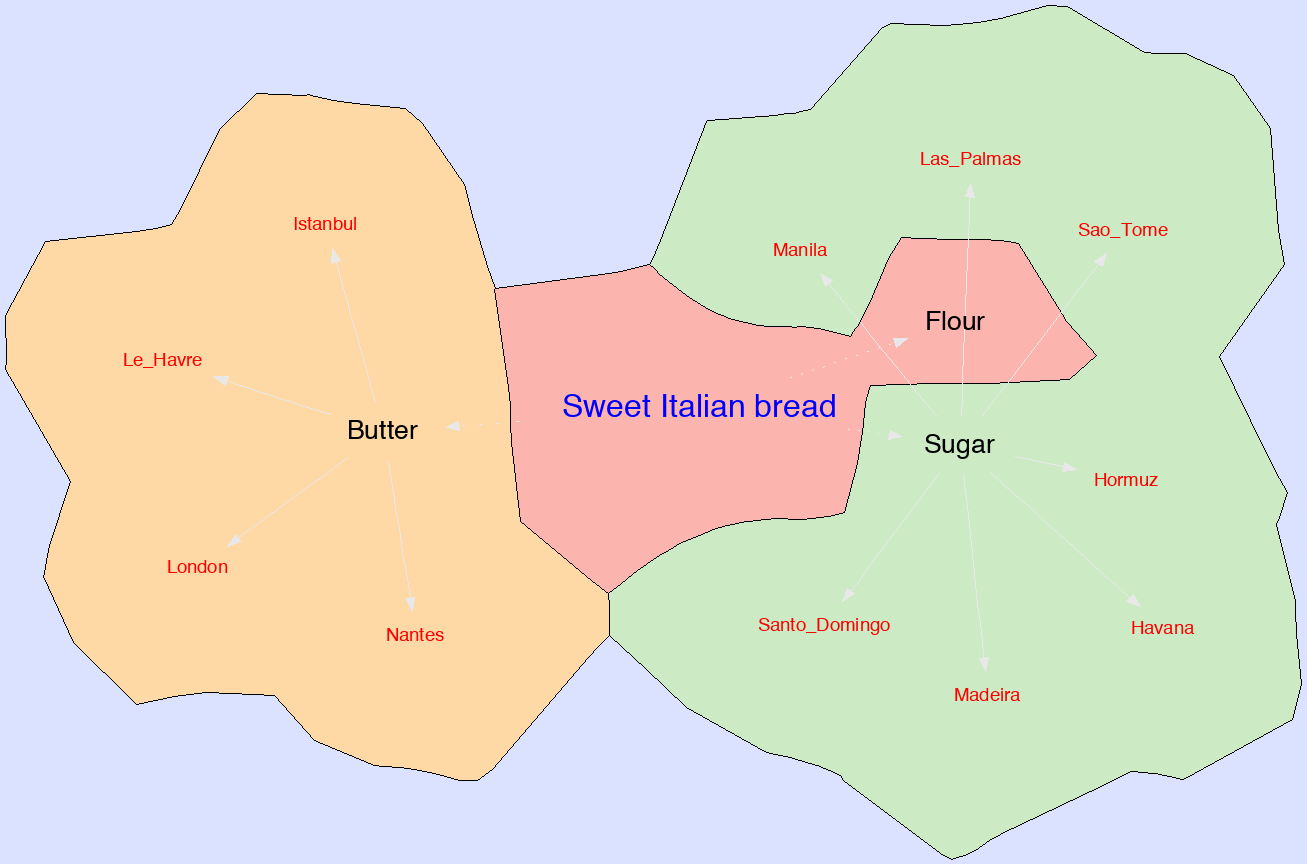 Las_Palmas
Istanbul
Sao_Tome
Manila
Flour
Le_Havre
Sweet Italian bread
Butter
Sugar
Hormuz
London
Santo_Domingo
Havana
Nantes
Madeira